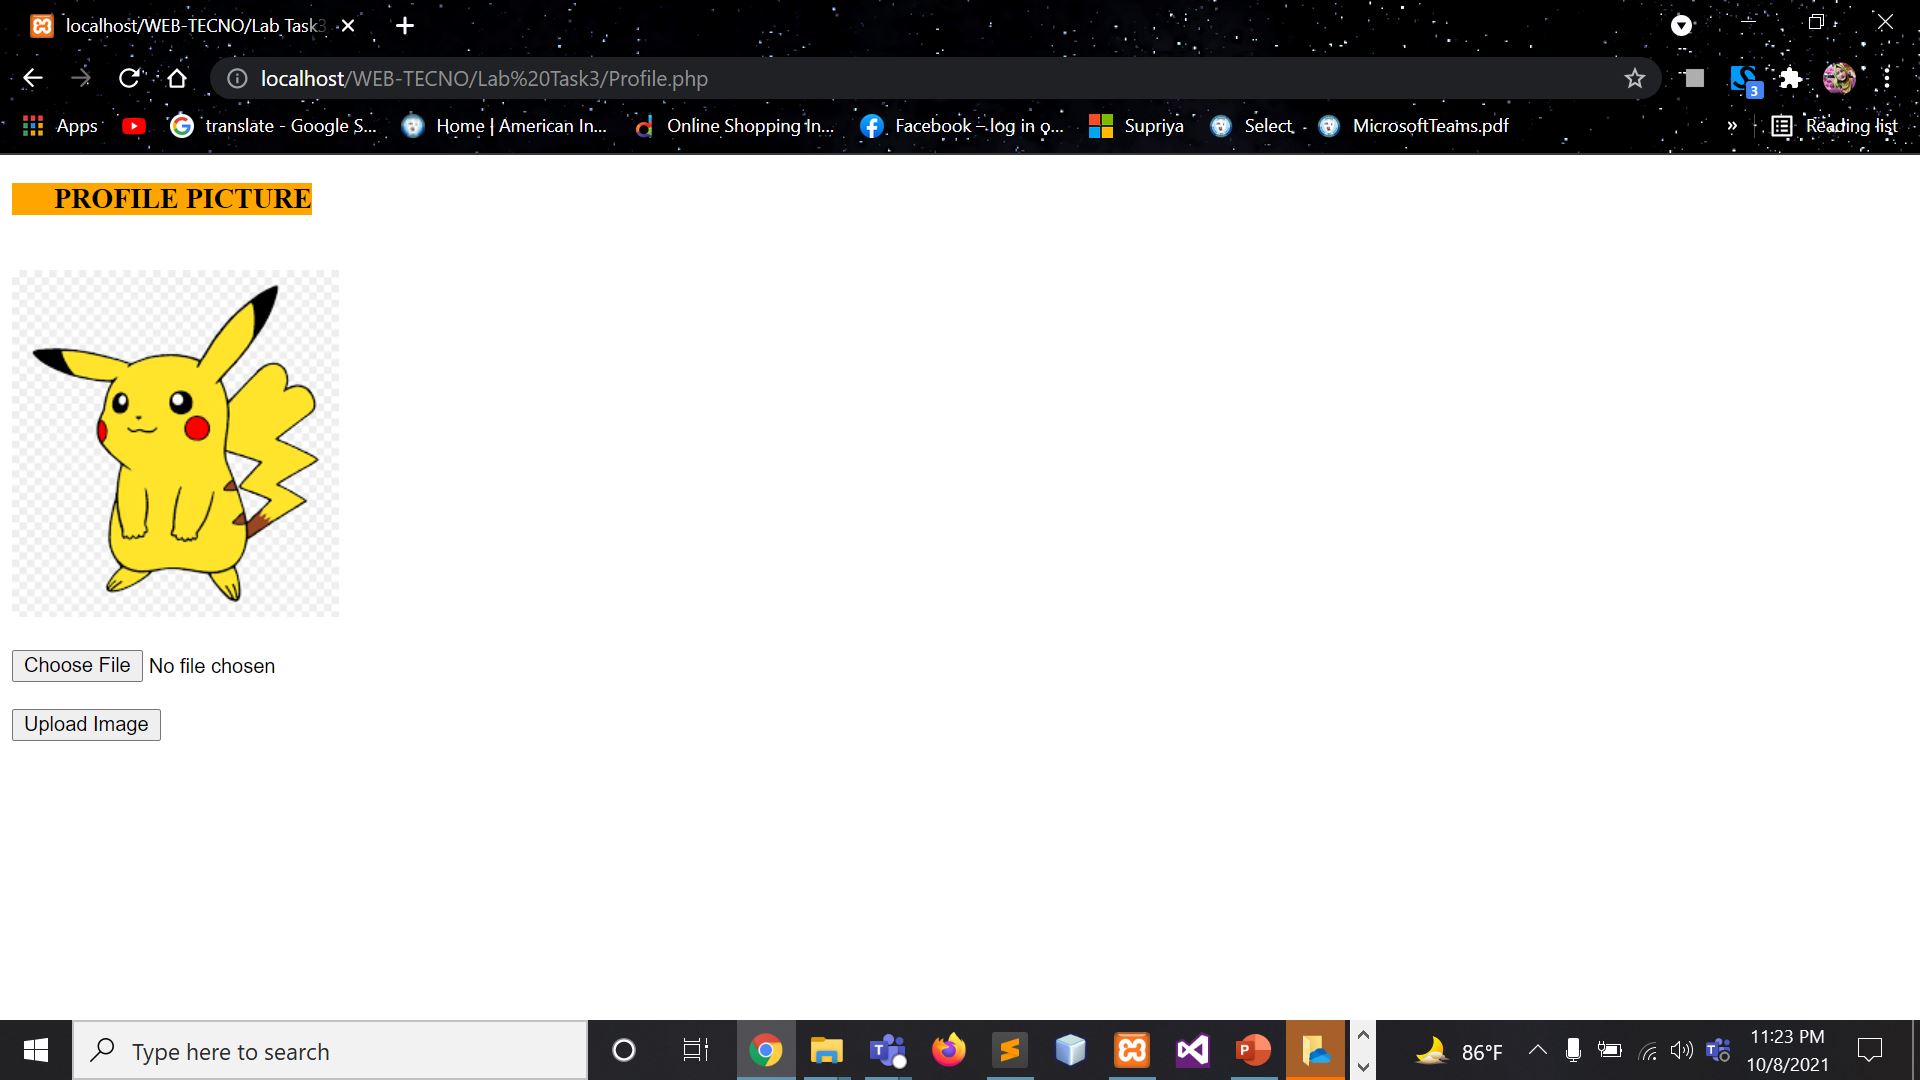 localhost/WEB-TECNO/Lab Task3
localhost/WEB-TECNO/Lab%20Task3/Profile.php
3
Apps
translate - Google S...
Home | American In...
Online Shopping in...
Facebook – log in o...
Supriya
Select
MicrosoftTeams.pdf
»
Reading list
PROFILE PICTURE
Choose File No file chosen
Upload Image
Type here to search
86°F
11:23 PM
10/8/2021